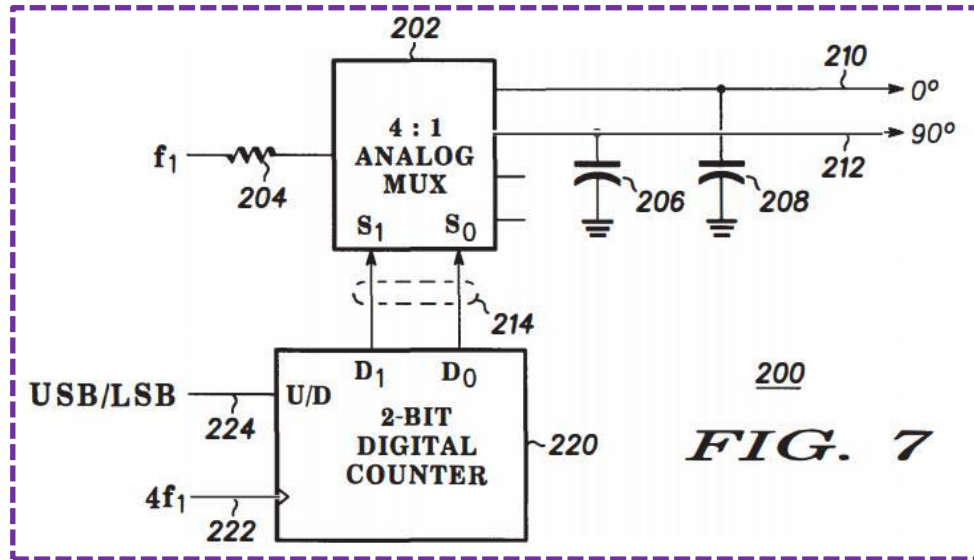 202
210
0º
4 : 1
ANALOG
MUX
90º
212
f₁
204
206
208
S₁ S₀
214
D₁ D₀
200
USB/LSB
U/D
224
2-BIT
DIGITAL
COUNTER
220
FIG. 7
4f₁
222